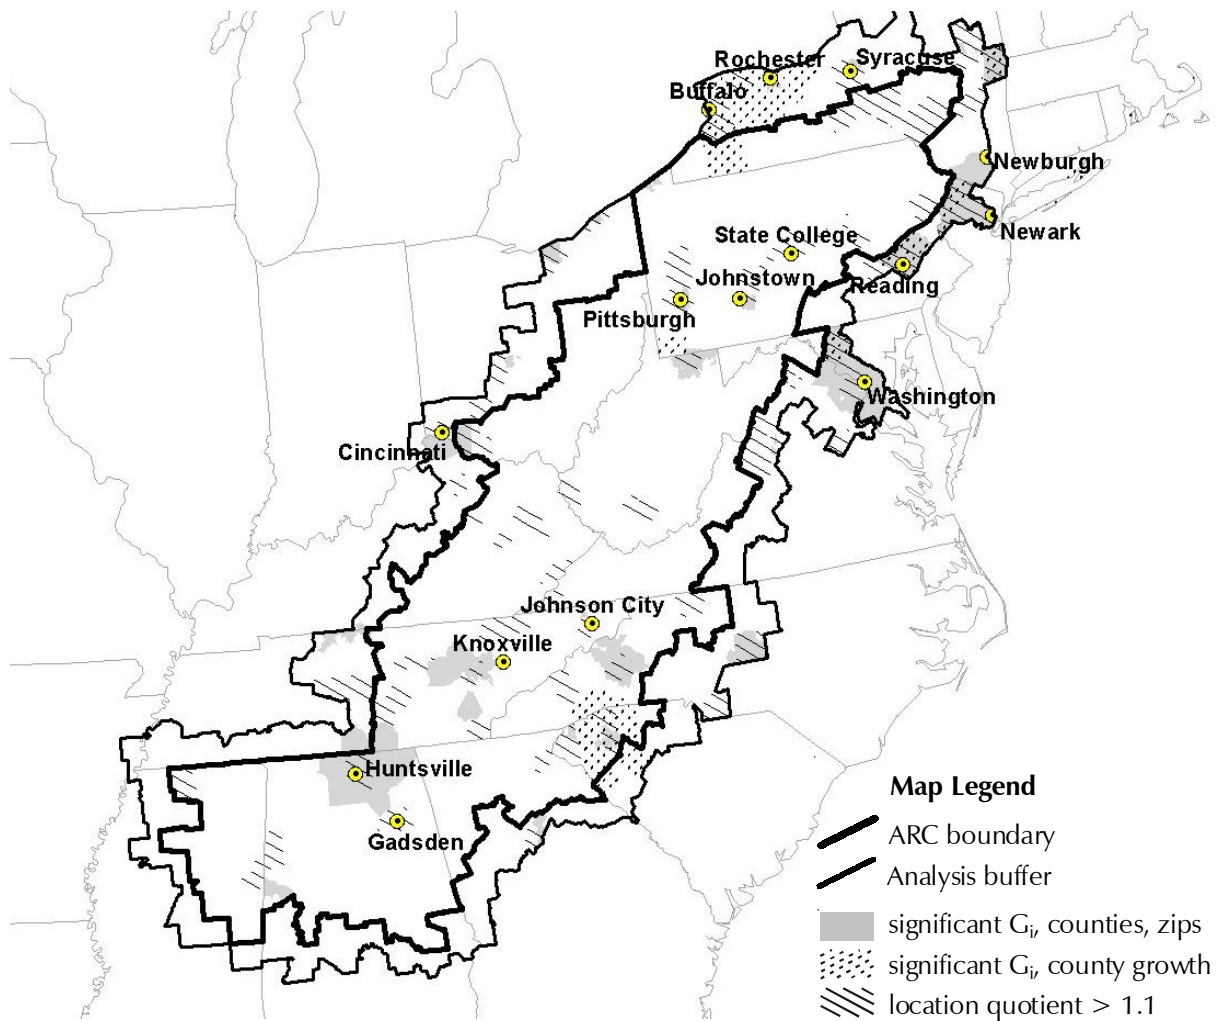 Rochester
Syracuse
Buffalo
Newburgh
Newark
State College
Johnstown
Reading
Pittsburgh
Washington
Cincinnati
Johnson City
Knoxville
Huntsville
Gadsden
Map Legend
ARC boundary
Analysis buffer
significant Gi, counties, zips
significant Gi, county growth
location quotient > 1.1